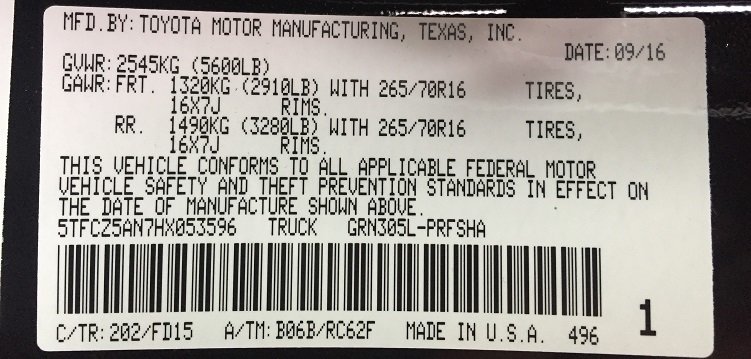 MFD.BY: TOYOTA MOTOR MANUFACTURING, TEXAS, INC.
DATE: 09/16
GVWR: 2545KG (5600LB)
GAWR: FRT. 1320KG (2910LB) WITH 265/70R16 TIRES,
16X7J RIMS.
RR. 1490KG (3280LB) WITH 265/70R16 TIRES,
16X7J RIMS.
THIS VEHICLE CONFORMS TO ALL APPLICABLE FEDERAL MOTOR
VEHICLE SAFETY AND THEFT PREVENTION STANDARDS IN EFFECT ON
THE DATE OF MANUFACTURE SHOWN ABOVE.
5TFCZ5AN7HX053596 TRUCK GRN305L-PRFSHA
C/TR: 202/FD15 A/TM: B06B/RC62F MADE IN U.S.A. 496 1